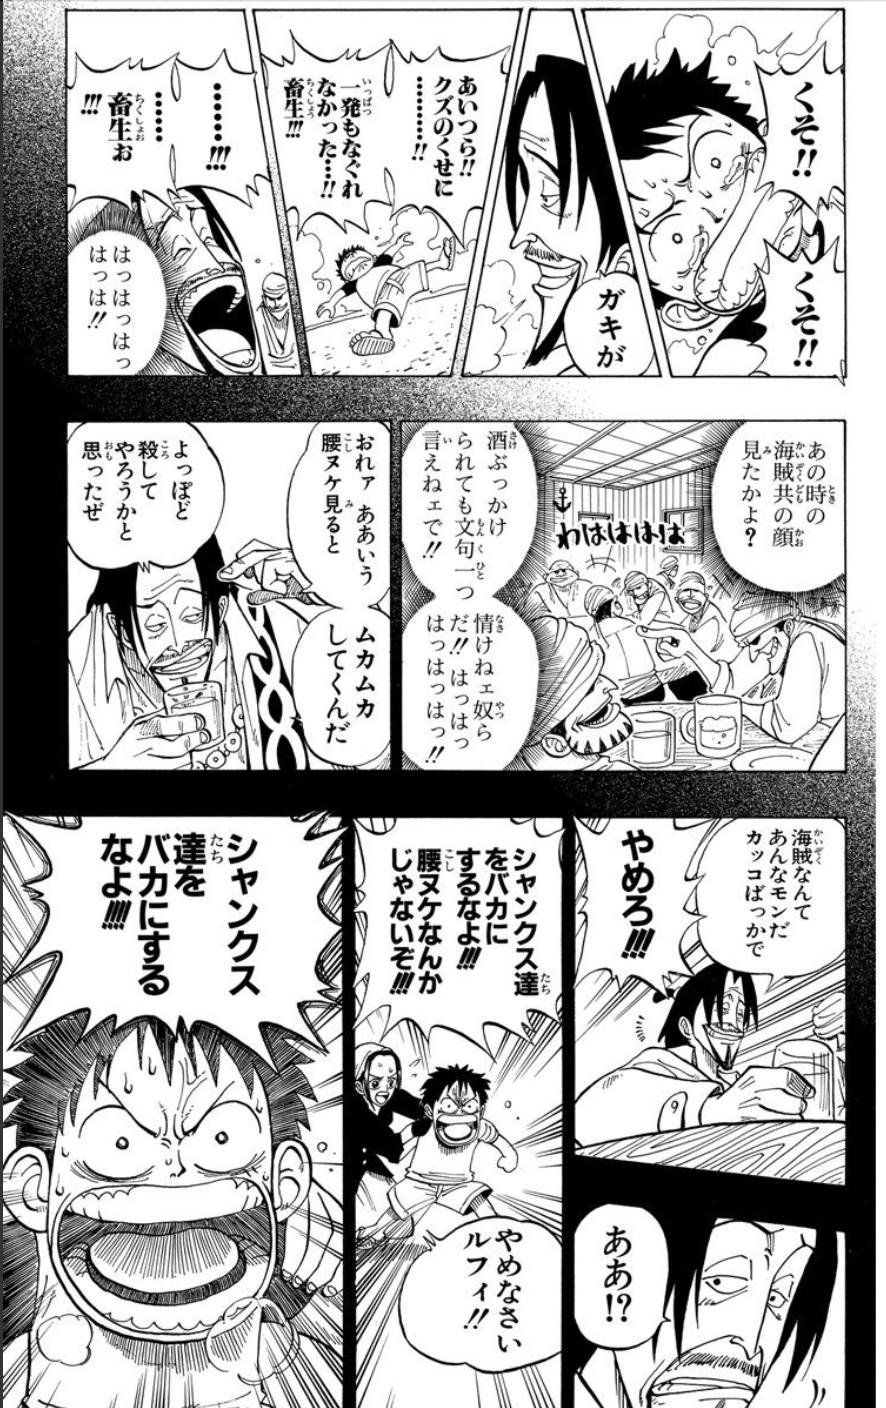 くそ!!
くそ!!
ガキが
あいつら!!
クズのくせに
………!!
一発もなぐれ
なかった…!!
畜生!!!
……!!!
……
畜生ぉ
!!!
はっはっはっ
はっは!!
あの時の
海賊共の顔
見たかよ?
わははは!は
酒ぶっかけ
られても文句一つ
言えねェで!!
情けねェ奴ら
だ!!はっはっ
はっはっはっ!!
おれァ ああいう
腰ヌケ見ると
ムカムカ
してくんだ
よっぽど
殺して
やろうかと
思ったぜ
海賊なんて
あんなモンだ
カッコばっかで
やめろ!!!
ああ!?
シャンクス達
をバカに
するなよ!!!
腰ヌケなんか
じゃないぞ!!!
やめなさい
ルフィ!!
シャンクス
達を
バカにする
なよ!!!!